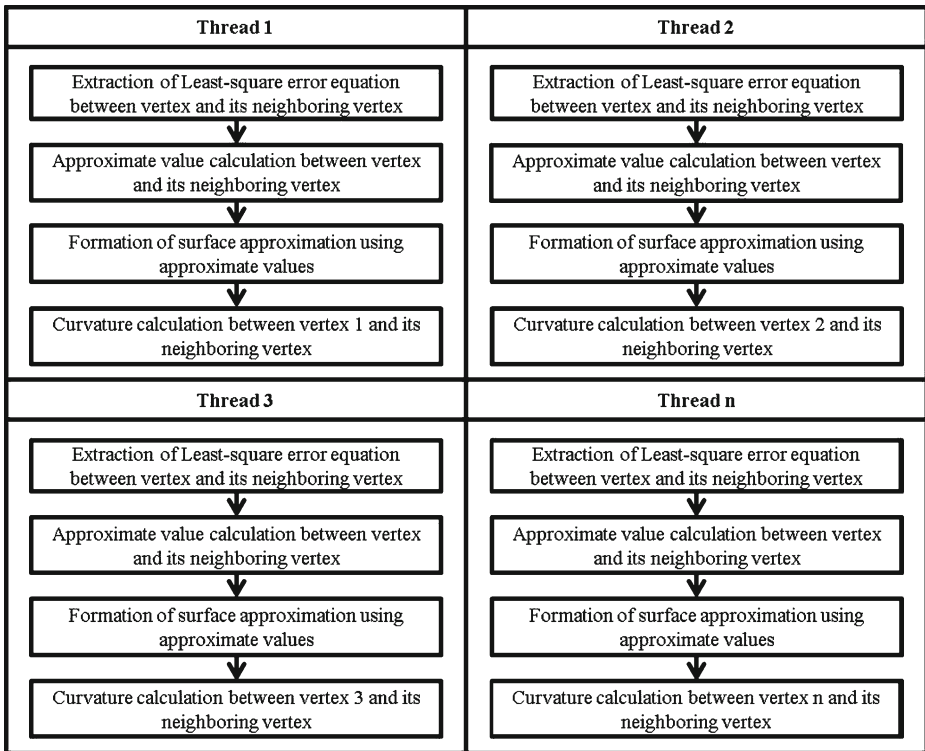 Thread 1
Extraction of Least-square error equation
between vertex and its neighboring vertex
Approximate value calculation between vertex
and its neighboring vertex
Formation of surface approximation using
approximate values
Curvature calculation between vertex 1 and its
neighboring vertex
Thread 2
Extraction of Least-square error equation
between vertex and its neighboring vertex
Approximate value calculation between vertex
and its neighboring vertex
Formation of surface approximation using
approximate values
Curvature calculation between vertex 2 and its
neighboring vertex
Thread 3
Extraction of Least-square error equation
between vertex and its neighboring vertex
Approximate value calculation between vertex
and its neighboring vertex
Formation of surface approximation using
approximate values
Curvature calculation between vertex 3 and its
neighboring vertex
Thread n
Extraction of Least-square error equation
between vertex and its neighboring vertex
Approximate value calculation between vertex
and its neighboring vertex
Formation of surface approximation using
approximate values
Curvature calculation between vertex n and its
neighboring vertex